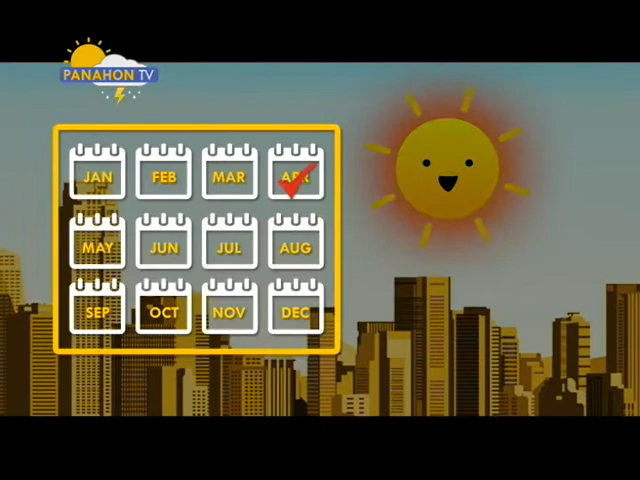 PANAHON TV
JAN FEB MAR APR
MAY JUN JUL AUG
SEP OCT NOV DEC